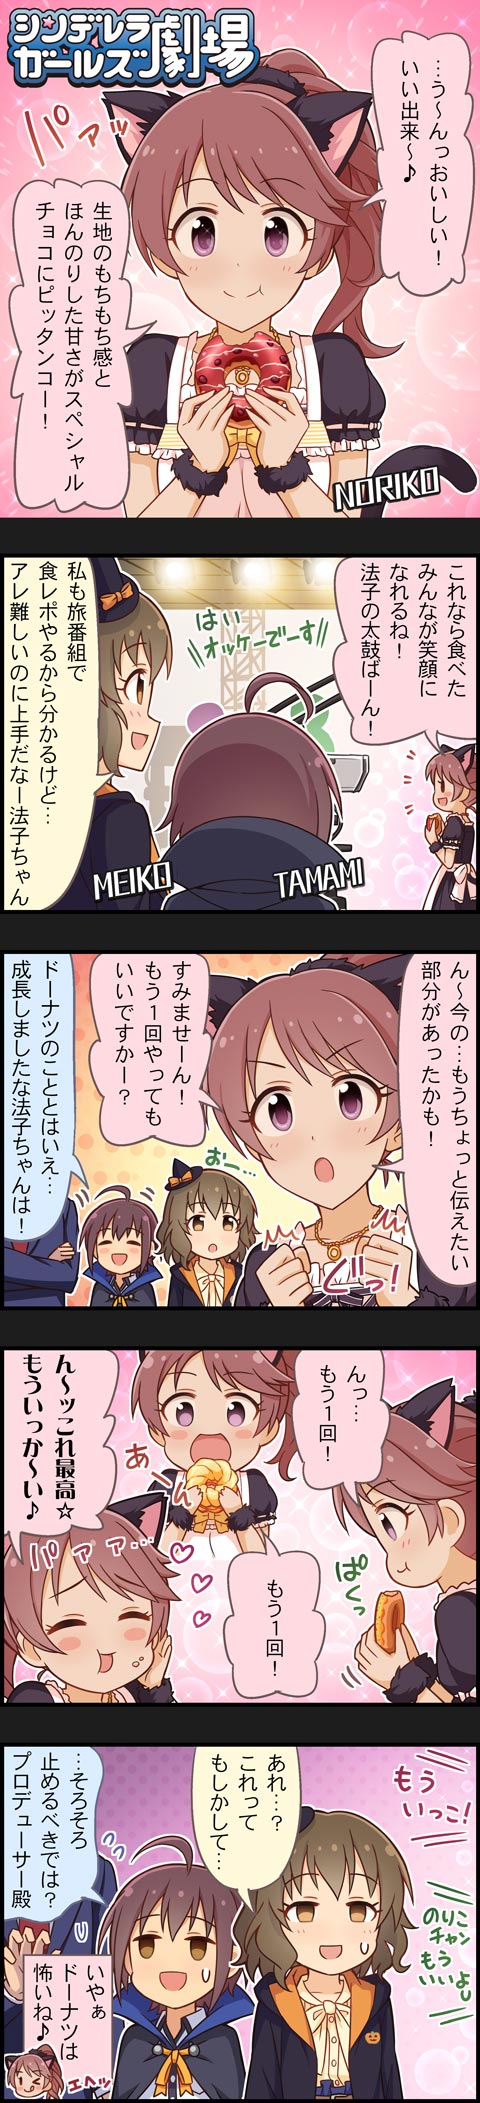 シンデレラ
ガールズ劇場
…う～んっおいしい！
いい出来～♪
パァッ
生地のもちもち感と
ほんのりした甘さがスペシャル
チョコにピッタンコー！
NORIKO
これなら食べた
みんなが笑顔に
なれるね！
法子の太鼓ばーん！
はい
オッケーでーす
私も旅番組で
食レポやるから分かるけど…
アレ難しいのに上手だなー法子ちゃん
MEIKO
TAMAMI
ん～今の…もうちょっと伝えたい
部分があったかも！
すみませーん！
もう1回やっても
いいですかー？
おー…
ぐっ！
ドーナツのこととはいえ…
成長しましたな法子ちゃんは！
んっ…
もう1回！
ぱくっ
あーん
もう1回！
ん～ッこれ最高☆
もういっか～い♪
パァァ…
もう
いっこ！
のりこ
チャン
もう
いいよ
あれ…？
これって
もしかして…
…そろそろ
止めるべきでは？
プロデューサー殿
いやぁ
ドーナツは
怖いね♪
エヘッ